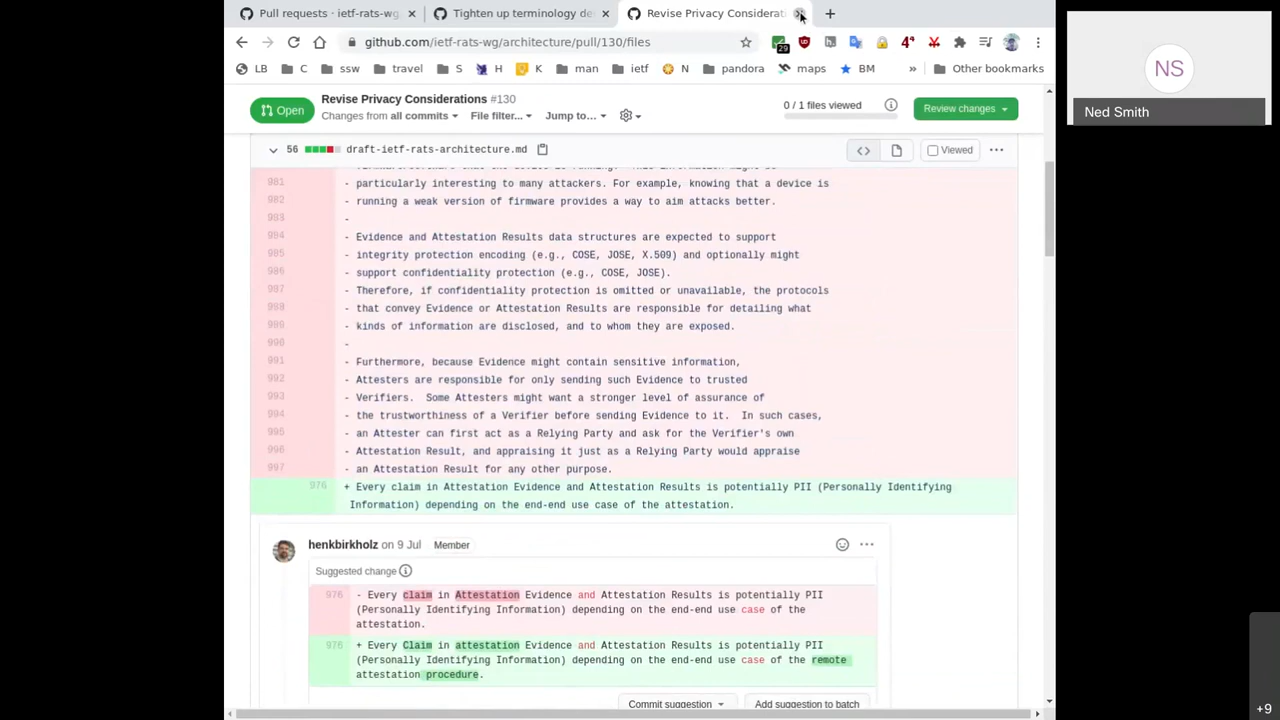 Pull requests · ietf-rats-wg
Tighten up terminology de
Revise Privacy Considerati
github.com/ietf-rats-wg/architecture/pull/130/files
29
4⁰
LB
C
ssw
travel
S
H
K
man
ietf
N
pandora
maps
BM
»
Other bookmarks
Open
Revise Privacy Considerations #130
Changes from all commits
File filter...
Jump to...
0 / 1 files viewed
Review changes
56
draft-ietf-rats-architecture.md
Viewed
981 - particularly interesting to many attackers. For example, knowing that a device is
982 - running a weak version of firmware provides a way to aim attacks better.
983 -
984 - Evidence and Attestation Results data structures are expected to support
985 - integrity protection encoding (e.g., COSE, JOSE, X.509) and optionally might
986 - support confidentiality protection (e.g., COSE, JOSE).
987 - Therefore, if confidentiality protection is omitted or unavailable, the protocols
988 - that convey Evidence or Attestation Results are responsible for detailing what
989 - kinds of information are disclosed, and to whom they are exposed.
990 -
991 - Furthermore, because Evidence might contain sensitive information,
992 - Attesters are responsible for only sending such Evidence to trusted
993 - Verifiers.  Some Attesters might want a stronger level of assurance of
994 - the trustworthiness of a Verifier before sending Evidence to it.  In such cases,
995 - an Attester can first act as a Relying Party and ask for the Verifier's own
996 - Attestation Result, and appraising it just as a Relying Party would appraise
997 - an Attestation Result for any other purpose.
976 + Every claim in Attestation Evidence and Attestation Results is potentially PII (Personally Identifying
Information) depending on the end-end use case of the attestation.
henkbirkholz on 9 Jul
Member
Suggested change
976 - Every claim in Attestation Evidence and Attestation Results is potentially PII
(Personally Identifying Information) depending on the end-end use case of the
attestation.
976 + Every Claim in attestation Evidence and Attestation Results is potentially PII
(Personally Identifying Information) depending on the end-end use case of the remote
attestation procedure.
Commit suggestion
Add suggestion to batch
NS
Ned Smith
+9